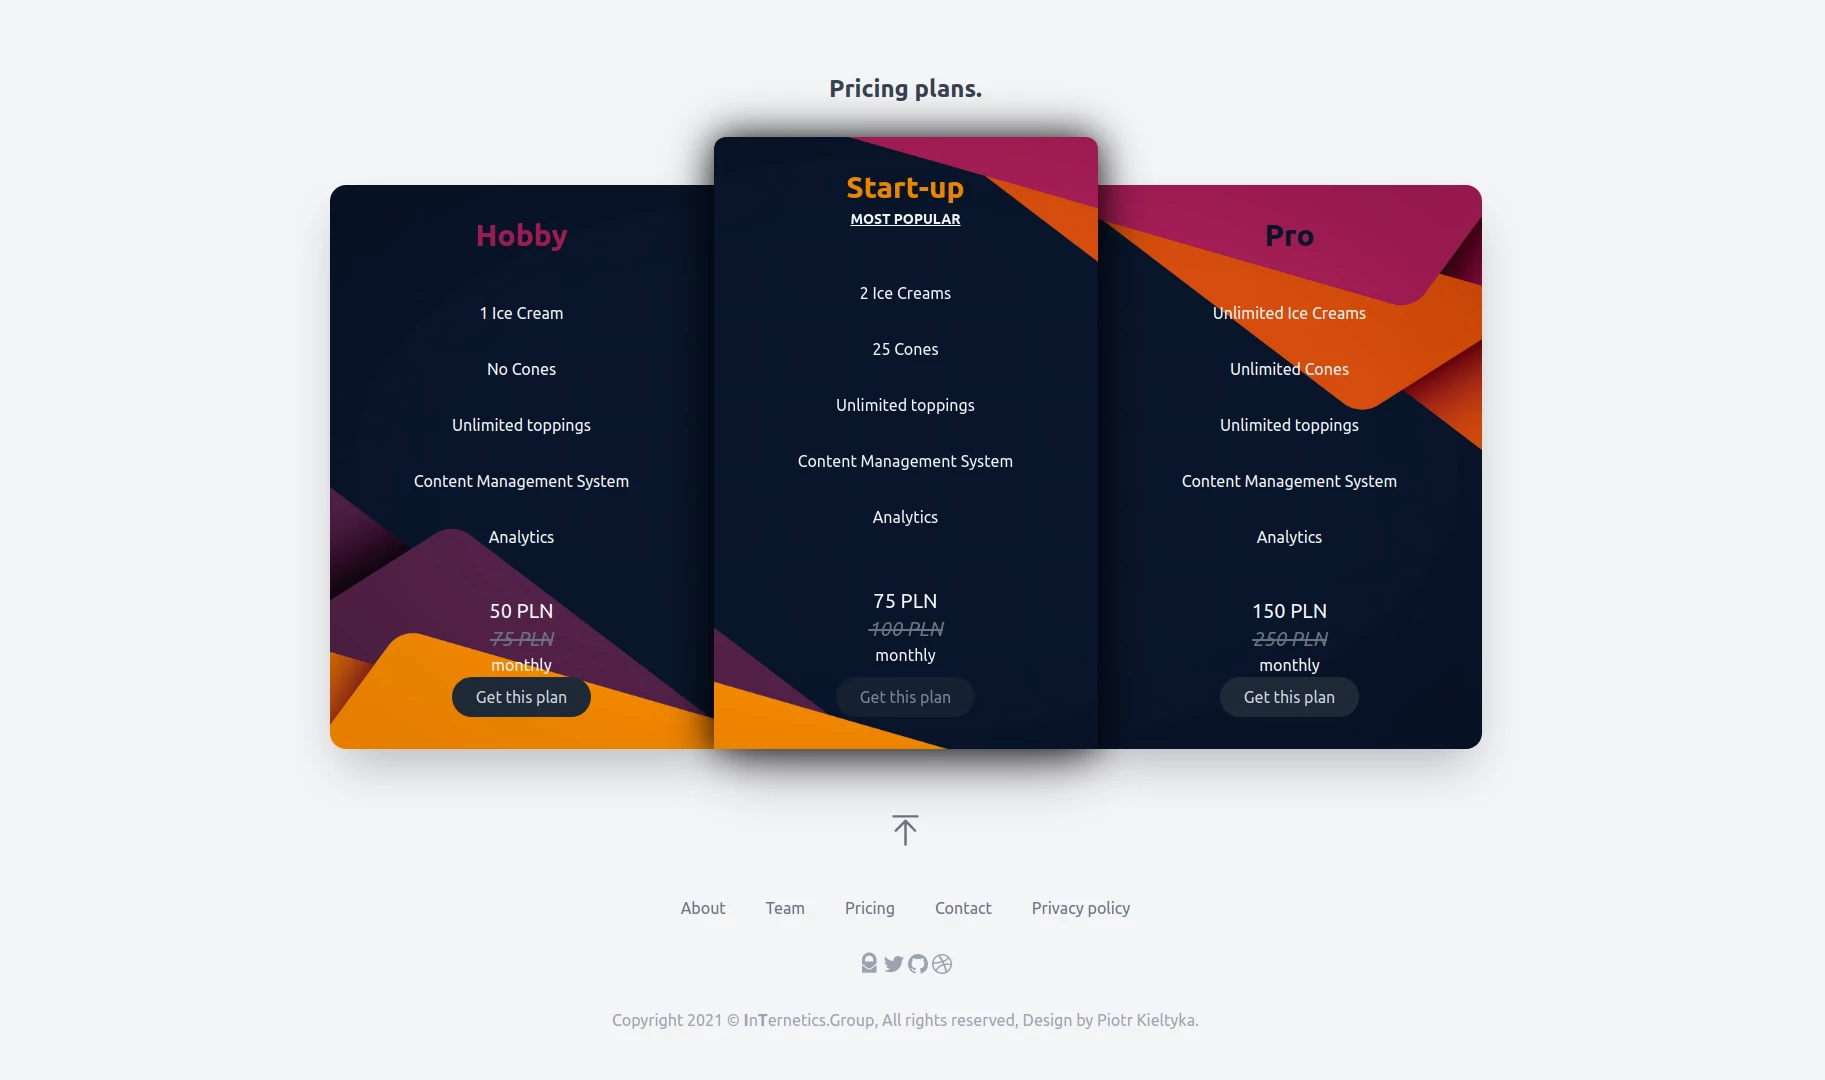 Pricing plans.
Hobby
1 Ice Cream
No Cones
Unlimited toppings
Content Management System
Analytics
50 PLN
75 PLN
monthly
Get this plan
Start-up
MOST POPULAR
2 Ice Creams
25 Cones
Unlimited toppings
Content Management System
Analytics
75 PLN
100 PLN
monthly
Get this plan
Pro
Unlimited Ice Creams
Unlimited Cones
Unlimited toppings
Content Management System
Analytics
150 PLN
250 PLN
monthly
Get this plan
About Team Pricing Contact Privacy policy
Copyright 2021 © InTernetics.Group, All rights reserved, Design by Piotr Kieltyka.